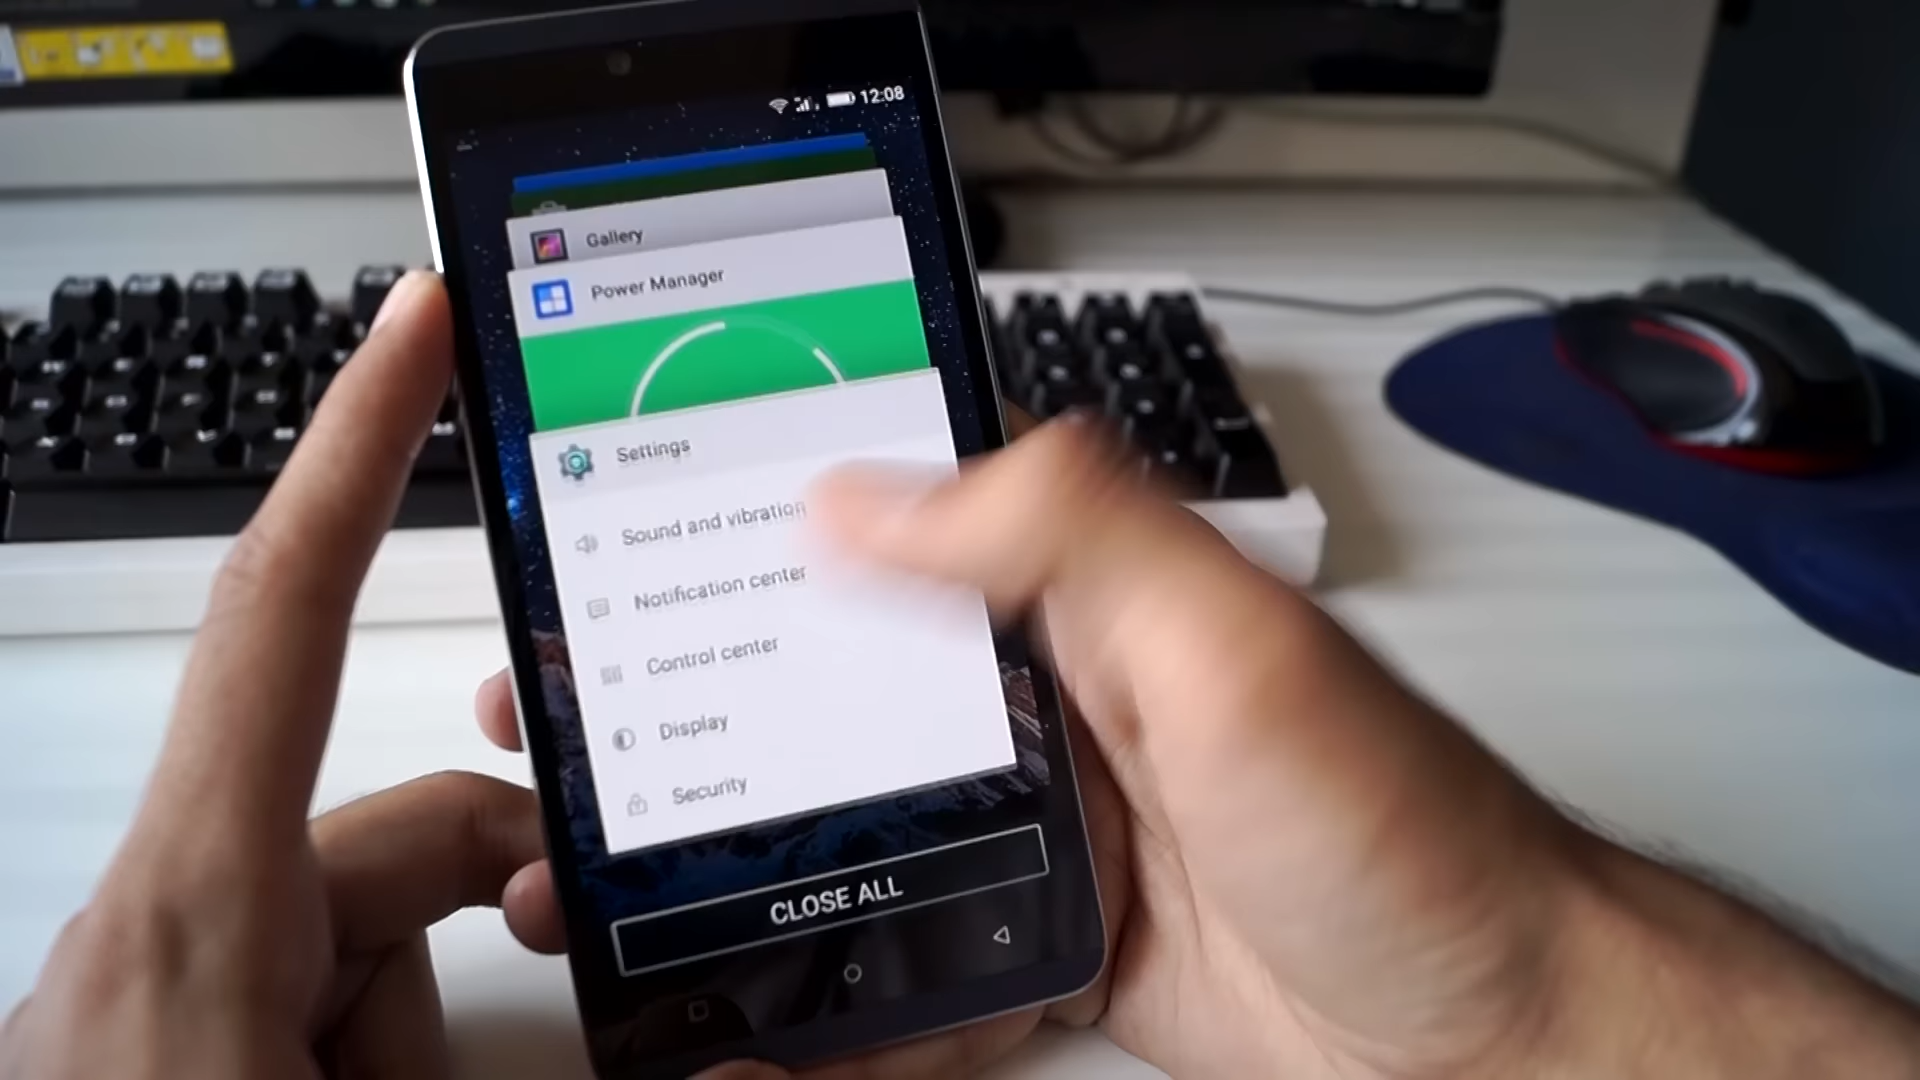 12:08
Gallery
Power Manager
Settings
Sound and vibration
Notification center
Control center
Display
Security
CLOSE ALL